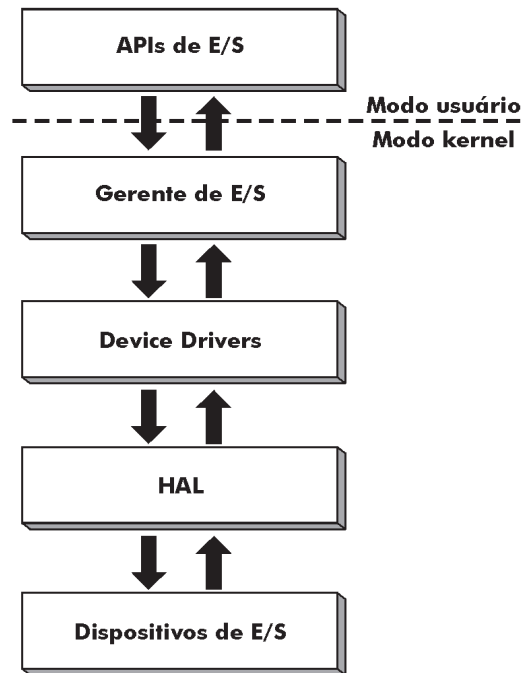 APIs de E/S
Modo usuário
Modo kernel
Gerente de E/S
Device Drivers
HAL
Dispositivos de E/S